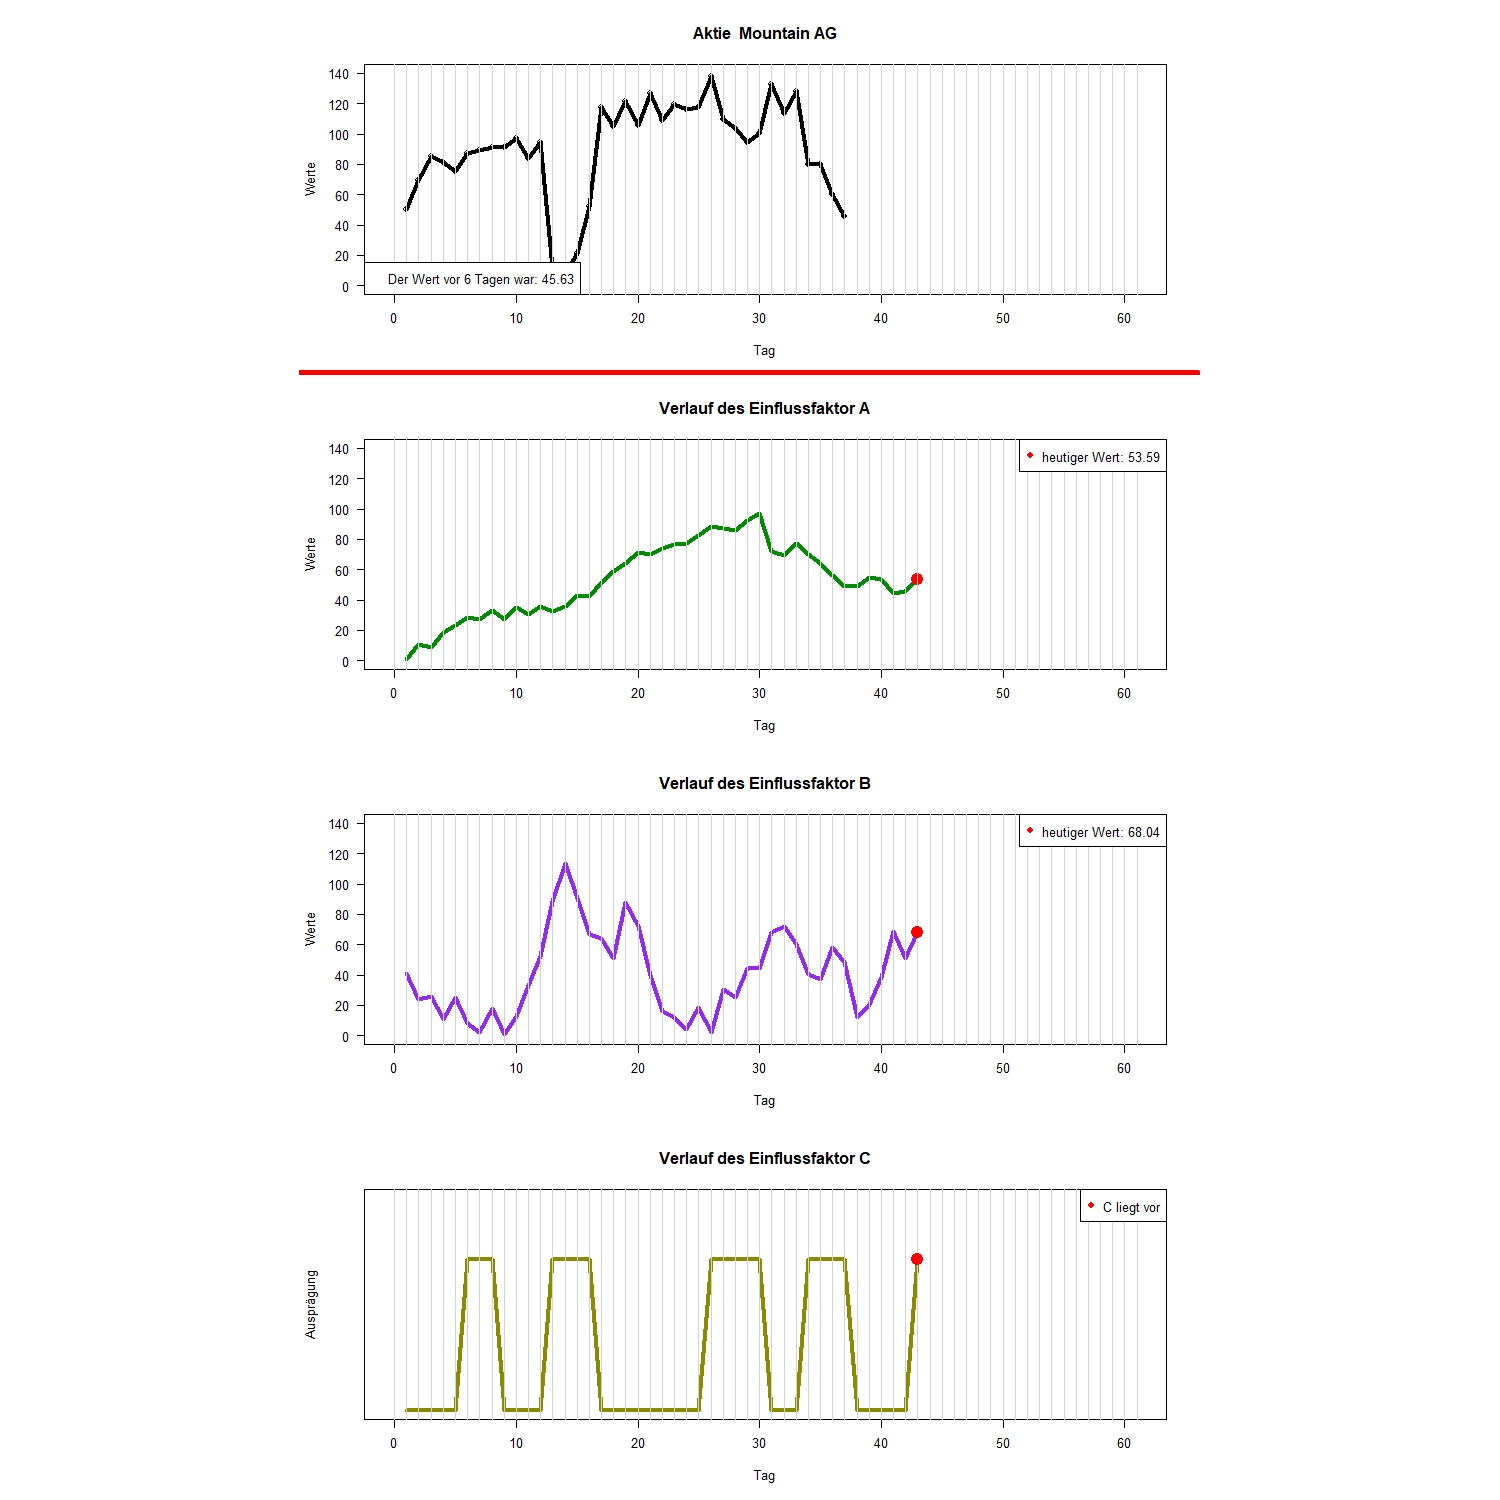 Aktie  Mountain AG
Werte
140
120
100
80
60
40
20
0
Der Wert vor 6 Tagen war: 45.63
0 10 20 30 40 50 60
Tag
Verlauf des Einflussfaktor A
Werte
140
120
100
80
60
40
20
0
heutiger Wert: 53.59
0 10 20 30 40 50 60
Tag
Verlauf des Einflussfaktor B
Werte
140
120
100
80
60
40
20
0
heutiger Wert: 68.04
0 10 20 30 40 50 60
Tag
Verlauf des Einflussfaktor C
Ausprägung
C liegt vor
0 10 20 30 40 50 60
Tag